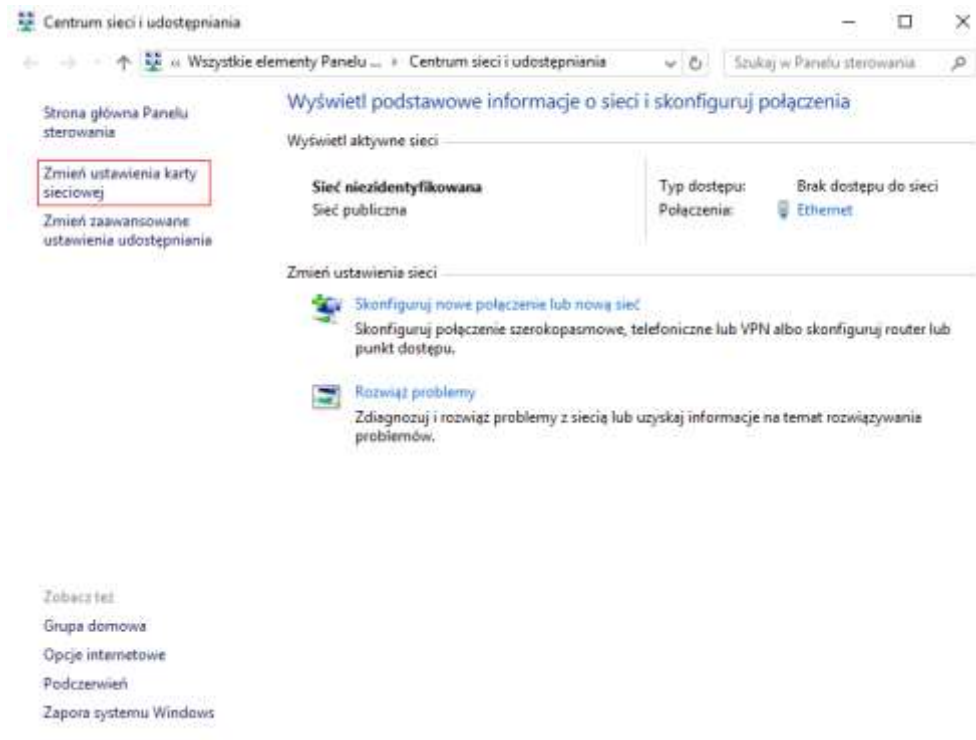 Centrum sieci i udostępniania
« Wszystkie elementy Panelu ... › Centrum sieci i udostępniania
Szukaj w Panelu sterowania
Strona główna Panelu
sterowania
Zmień ustawienia karty
sieciowej
Zmień zaawansowane
ustawienia udostępniania
Wyświetl podstawowe informacje o sieci i skonfiguruj połączenia
Wyświetl aktywne sieci
Sieć niezidentyfikowana
Sieć publiczna
Typ dostępu: Brak dostępu do sieci
Połączenia: Ethernet
Zmień ustawienia sieci
Skonfiguruj nowe połączenie lub nową sieć
Skonfiguruj połączenie szerokopasmowe, telefoniczne lub VPN albo skonfiguruj router lub
punkt dostępu.
Rozwiąż problemy
Zdiagnozuj i rozwiąż problemy z siecią lub uzyskaj informacje na temat rozwiązywania
problemów.
Zobacz też
Grupa domowa
Opcje internetowe
Podczerwień
Zapora systemu Windows